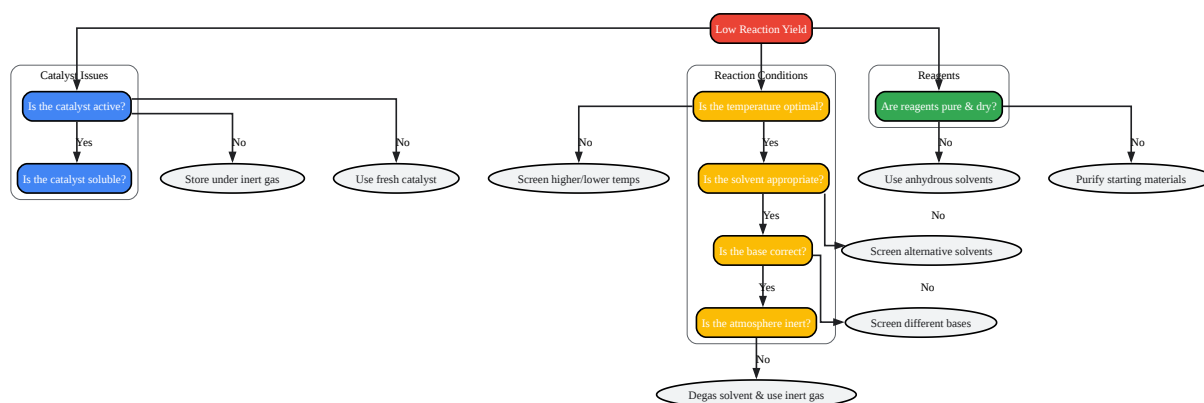 Low Reaction Yield
Catalyst Issues
Reaction Conditions
Reagents
Is the catalyst active?
Is the temperature optimal?
Are reagents pure & dry?
Yes
No
No
No
Yes
No
No
Is the catalyst soluble?
Store under inert gas
Use fresh catalyst
Screen higher/lower temps
Is the solvent appropriate?
Use anhydrous solvents
Purify starting materials
Yes
No
Is the base correct?
Screen alternative solvents
Yes
No
Is the atmosphere inert?
Screen different bases
No
Degas solvent & use inert gas